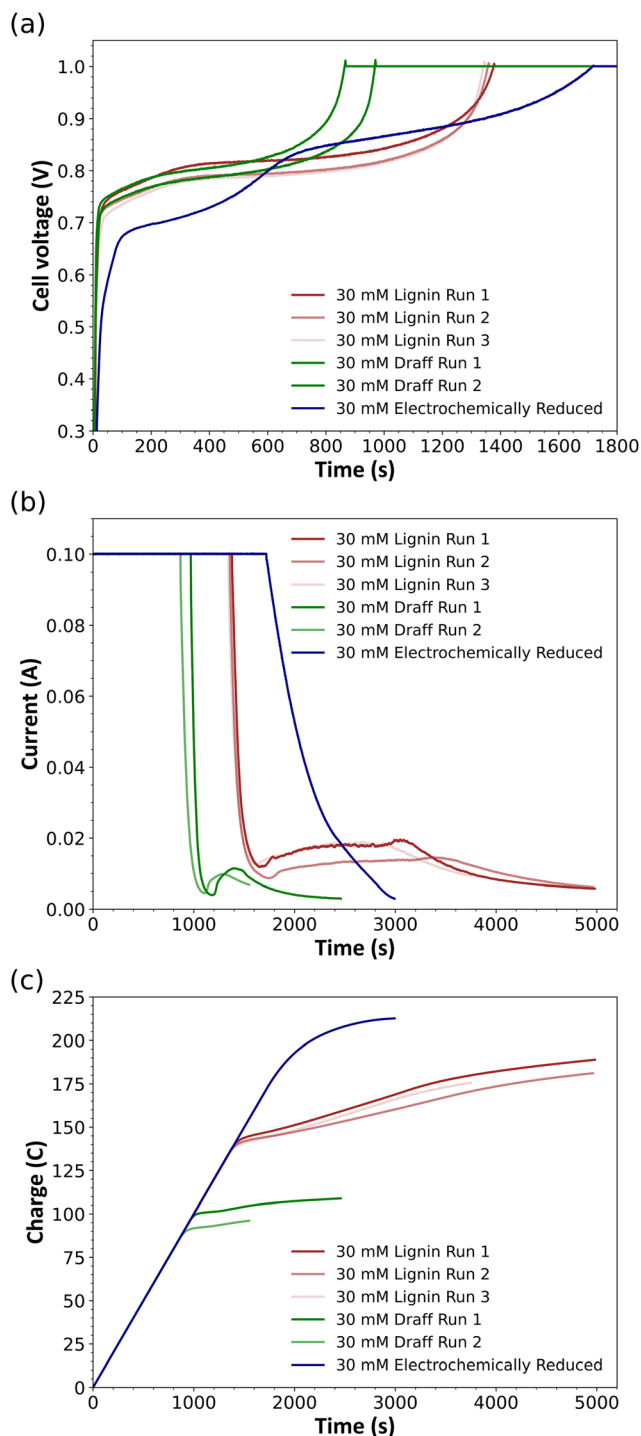 (a)
1.0
0.9
0.8
0.7
0.6
0.5
0.4
0.3
Cell voltage (V)
30 mM Lignin Run 1
30 mM Lignin Run 2
30 mM Lignin Run 3
30 mM Draff Run 1
30 mM Draff Run 2
30 mM Electrochemically Reduced
0 200 400 600 800 1000 1200 1400 1600 1800
Time (s)
(b)
0.10
0.08
0.06
0.04
0.02
0.00
Current (A)
30 mM Lignin Run 1
30 mM Lignin Run 2
30 mM Lignin Run 3
30 mM Draff Run 1
30 mM Draff Run 2
30 mM Electrochemically Reduced
0 1000 2000 3000 4000 5000
Time (s)
(c)
225
200
175
150
125
100
75
50
25
0
Charge (C)
30 mM Lignin Run 1
30 mM Lignin Run 2
30 mM Lignin Run 3
30 mM Draff Run 1
30 mM Draff Run 2
30 mM Electrochemically Reduced
0 1000 2000 3000 4000 5000
Time (s)